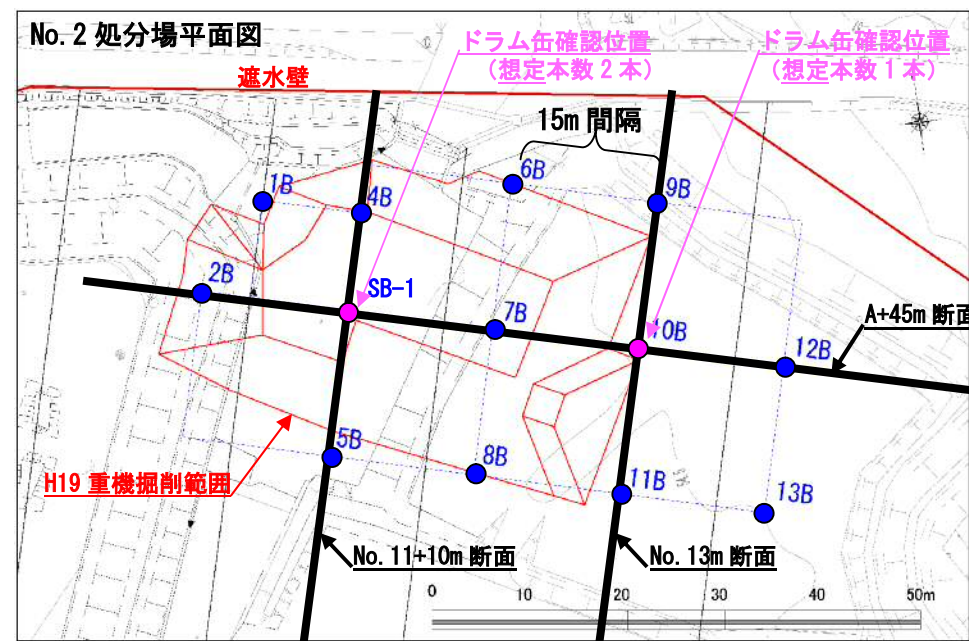 No.2 処分場平面図
ドラム缶確認位置
(想定本数2本)
ドラム缶確認位置
(想定本数1本)
遮水壁
15m 間隔
1B
4B
6B
9B
2B
SB-1
7B
10B
A+45m 断面
12B
5B
8B
11B
13B
H19 重機掘削範囲
No. 11+10m 断面
No. 13m 断面
0 10 20 30 40 50m